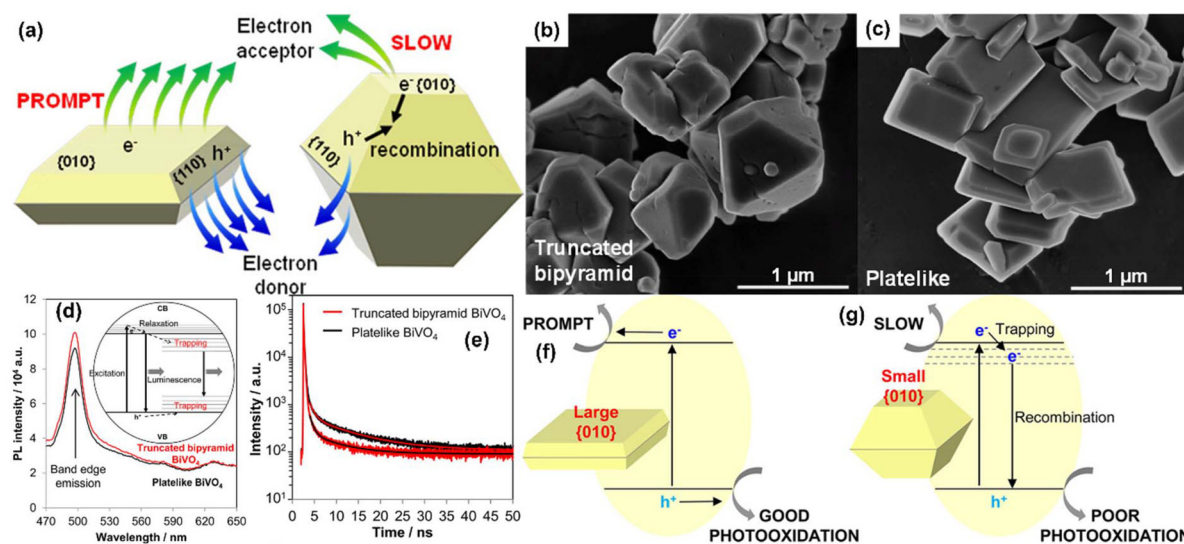 (a)
Electron
acceptor
SLOW
PROMPT
e⁻ {010}
e⁻
h⁺
{010}
{110}
h⁺
{110}
recombination
Electron
donor
(b)
Truncated
bipyramid
1 µm
(c)
Platelike
1 µm
(d)
PL intensity / 10⁴ a.u.
12
10
8
6
4
2
0
470 500 530 560 590 620 650
Wavelength / nm
CB
Relaxation
Trapping
Excitation
Luminescence
Trapping
h⁺
VB
Truncated bipyramid
BiVO₄
Band edge
emission
Platelike BiVO₄
(e)
Truncated bipyramid BiVO₄
Platelike BiVO₄
Intensity / a.u.
10⁵
10⁴
10³
10²
10¹
0 5 10 15 20 25 30 35 40 45 50
Time / ns
(f)
PROMPT
e⁻
Large
{010}
h⁺
GOOD
PHOTOOXIDATION
(g)
SLOW
e⁻
Trapping
e⁻
Small
{010}
Recombination
h⁺
POOR
PHOTOOXIDATION